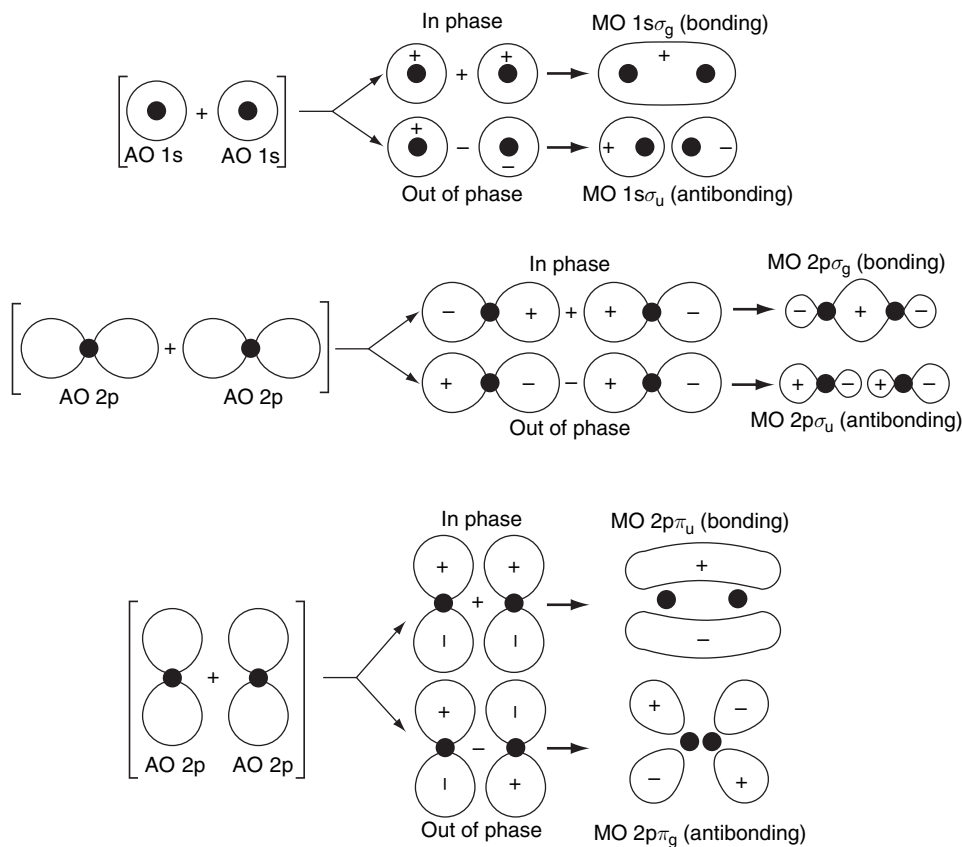 In phase
MO 1sσg (bonding)
+ + + +
AO 1s + AO 1s
+ − − + −
Out of phase
MO 1sσu (antibonding)
In phase
MO 2pσg (bonding)
− + + + − − + −
+
AO 2p AO 2p
+ − − + − + − + −
Out of phase
MO 2pσu (antibonding)
In phase
MO 2pπu (bonding)
+ + +
+
− − −
+
AO 2p AO 2p
+ − + −
−
− + − +
Out of phase
MO 2pπg (antibonding)